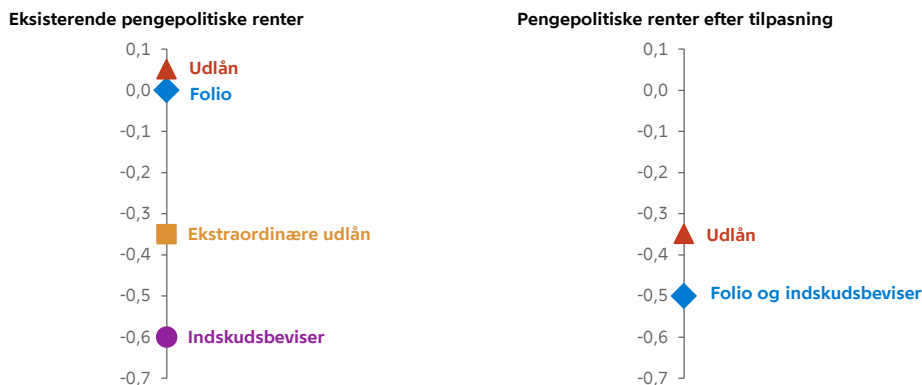 Eksisterende pengepolitiske renter
0,1
Udlån
0,0
Folio
-0,1
-0,2
-0,3
Ekstraordinære udlån
-0,4
-0,5
-0,6
Indskudsbeviser
-0,7
Pengepolitiske renter efter tilpasning
0,1
0,0
-0,1
-0,2
-0,3
Udlån
-0,4
-0,5
Folio og indskudsbeviser
-0,6
-0,7